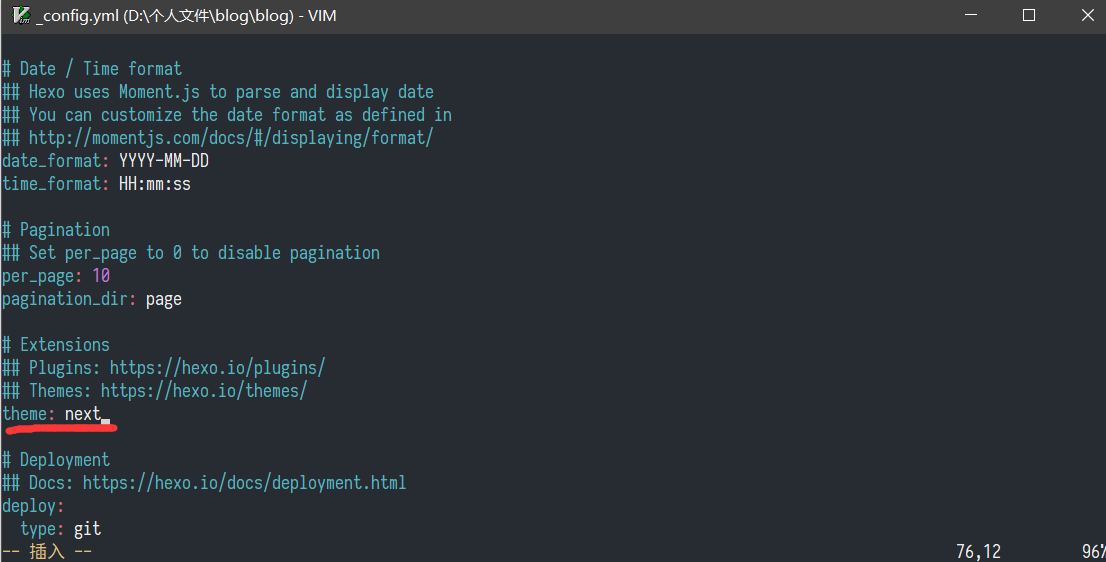 _config.yml (D:\个人文件\blog\blog) - VIM
# Date / Time format
## Hexo uses Moment.js to parse and display date
## You can customize the date format as defined in
## http://momentjs.com/docs/#/displaying/format/
date_format: YYYY-MM-DD
time_format: HH:mm:ss
# Pagination
## Set per_page to 0 to disable pagination
per_page: 10
pagination_dir: page
# Extensions
## Plugins: https://hexo.io/plugins/
## Themes: https://hexo.io/themes/
theme: next
# Deployment
## Docs: https://hexo.io/docs/deployment.html
deploy:
  type: git
-- 插入 -- 76,12 96%